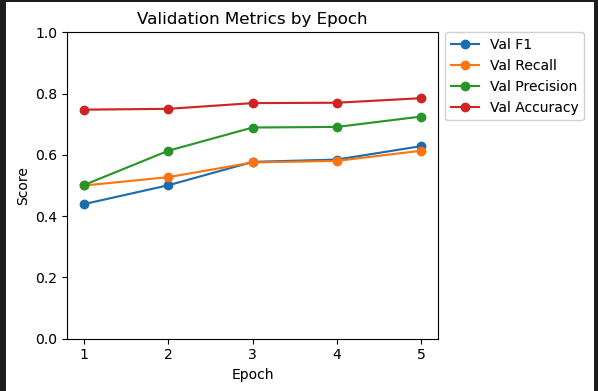 Validation Metrics by Epoch
1.0
0.8
0.6
0.4
0.2
0.0
Score
1 2 3 4 5
Epoch
Val F1
Val Recall
Val Precision
Val Accuracy